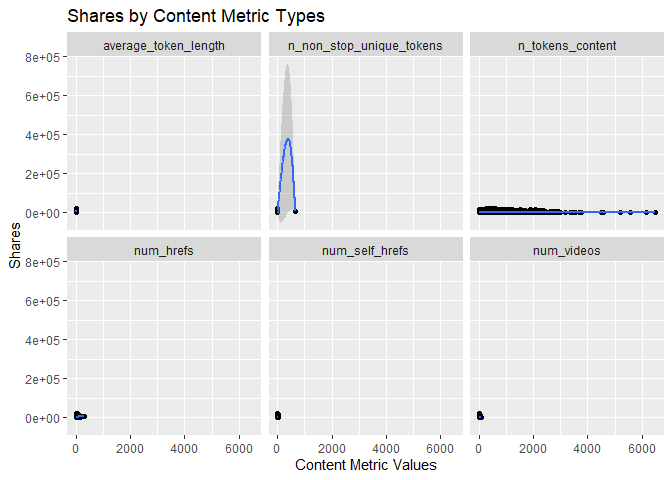 Shares by Content Metric Types
average_token_length n_non_stop_unique_tokens n_tokens_content
8e+05
6e+05
4e+05
2e+05
0e+00
Shares
num_hrefs num_self_hrefs num_videos
8e+05
6e+05
4e+05
2e+05
0e+00
0 2000 4000 6000 0 2000 4000 6000 0 2000 4000 6000
Content Metric Values